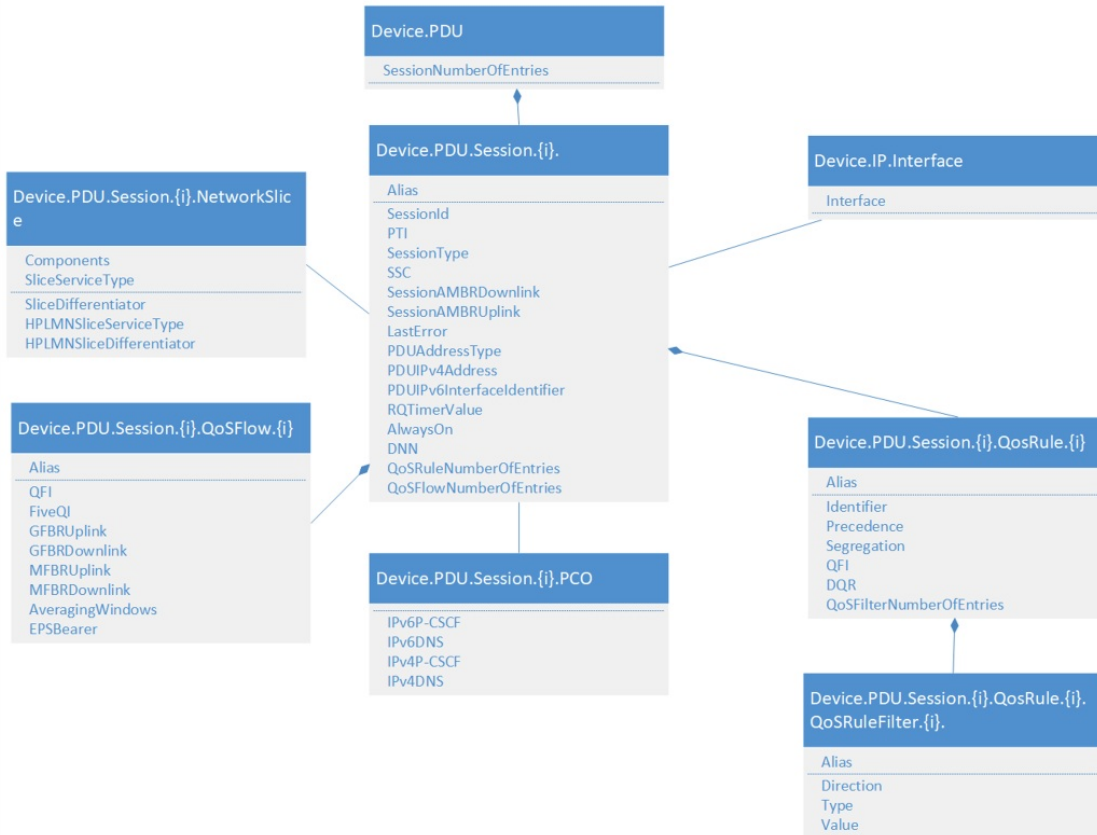 Device.PDU
SessionNumberOfEntries
Device.PDU.Session.{i}.
Alias
SessionId
PTI
SessionType
SSC
SessionAMBRDownlink
SessionAMBRUplink
LastError
PDUAddressType
PDUIPv4Address
PDUIPv6InterfaceIdentifier
RQTimerValue
AlwaysOn
DNN
QoSRuleNumberOfEntries
QoSFlowNumberOfEntries
Device.IP.Interface
Interface
Device.PDU.Session.{i}.NetworkSlic
e
Components
SliceServiceType
SliceDifferentiator
HPLMNSliceServiceType
HPLMNSliceDifferentiator
Device.PDU.Session.{i}.QoSFlow.{i}
Alias
QFI
FiveQI
GFBRUplink
GFBRDownlink
MFBRUplink
MFBRDownlink
AveragingWindows
EPSBearer
Device.PDU.Session.{i}.PCO
IPv6P-CSCF
IPv6DNS
IPv4P-CSCF
IPv4DNS
Device.PDU.Session.{i}.QosRule.{i}
Alias
Identifier
Precedence
Segregation
QFI
DQR
QoSFilterNumberOfEntries
Device.PDU.Session.{i}.QosRule.{i}.
QoSRuleFilter.{i}.
Alias
Direction
Type
Value